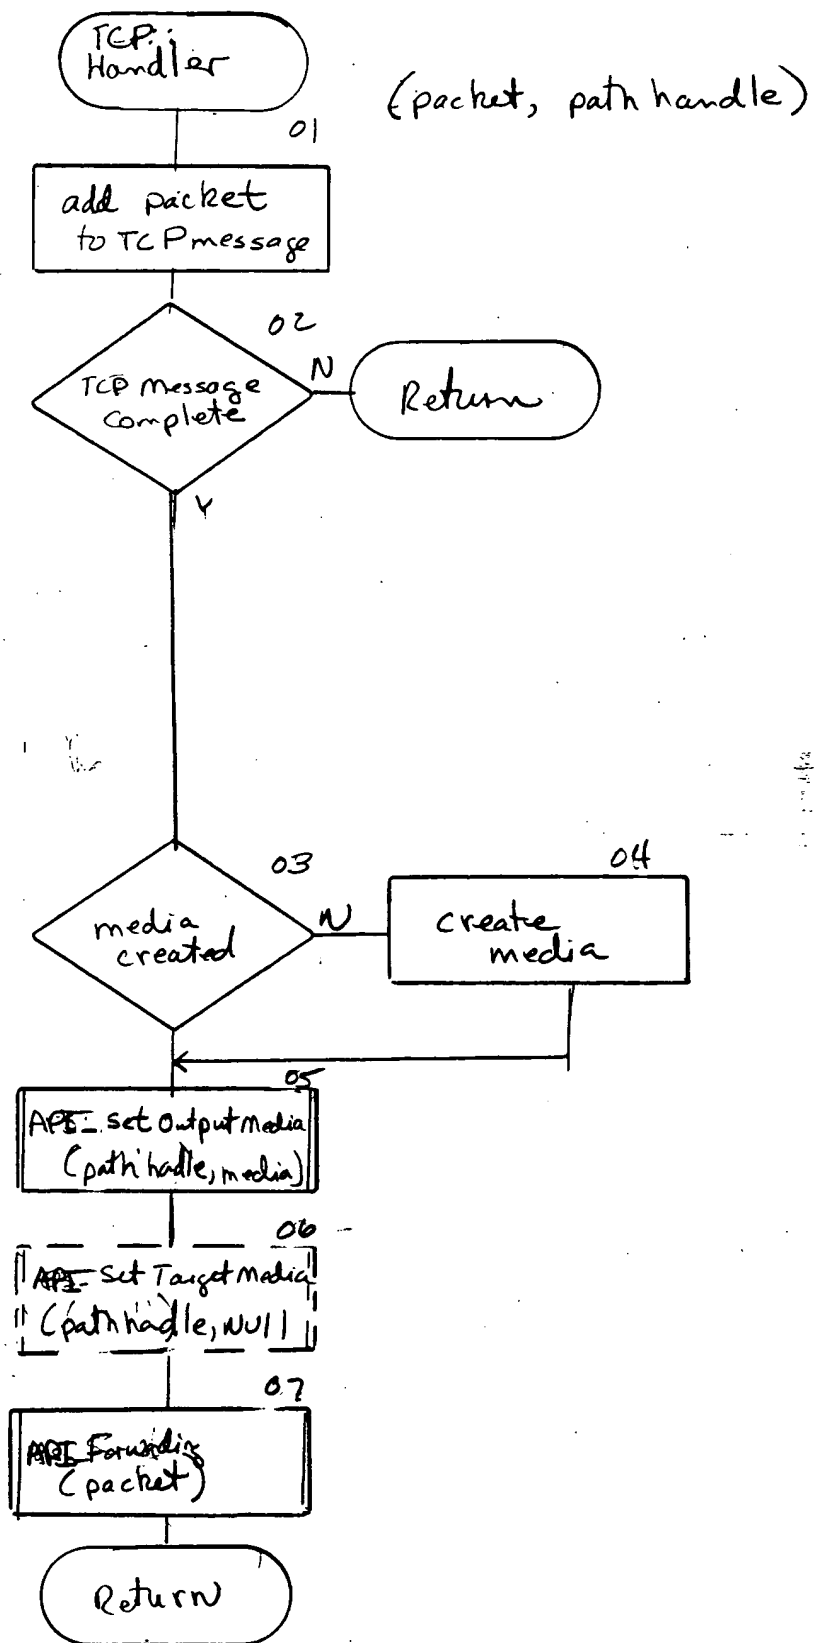 TCP
Handler
(packet, path handle)
01
add packet
to TCP message
02
TCP message
complete
N
Return
Y
03
media
created
N
04
create
media
05
API_Set Output Media
(path hadle, media)
06
API_Set Target Media
(path hadle, NUll
07
API_Forwarding
(packet)
Return